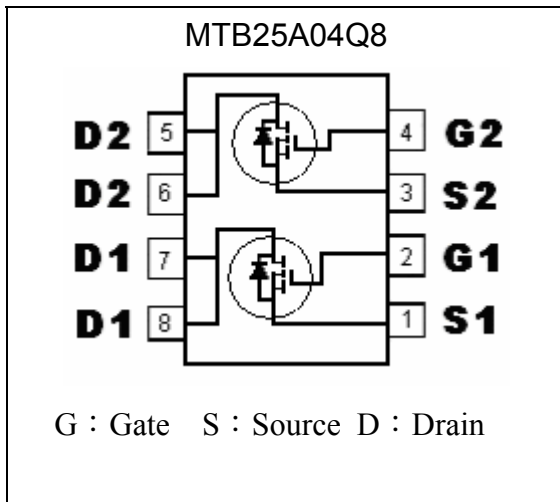 MTB25A04Q8
D2 5 4 G2
D2 6 3 S2
D1 7 2 G1
D1 8 1 S1
G：Gate S：Source D：Drain